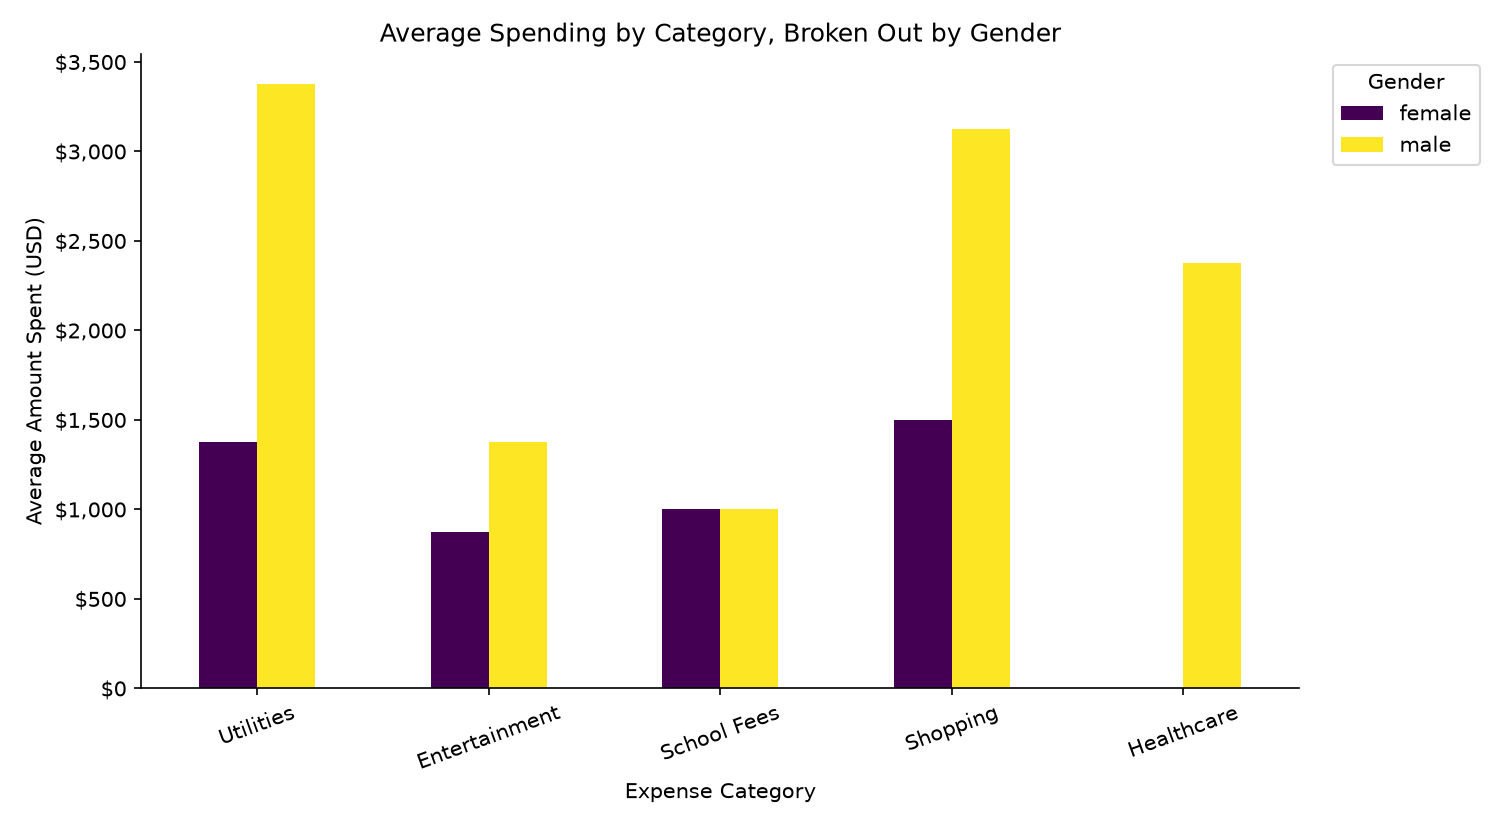 Average Spending by Category, Broken Out by Gender
Gender
female
male
Average Amount Spent (USD)
$3,500
$3,000
$2,500
$2,000
$1,500
$1,000
$500
$0
Utilities
Entertainment
School Fees
Shopping
Healthcare
Expense Category